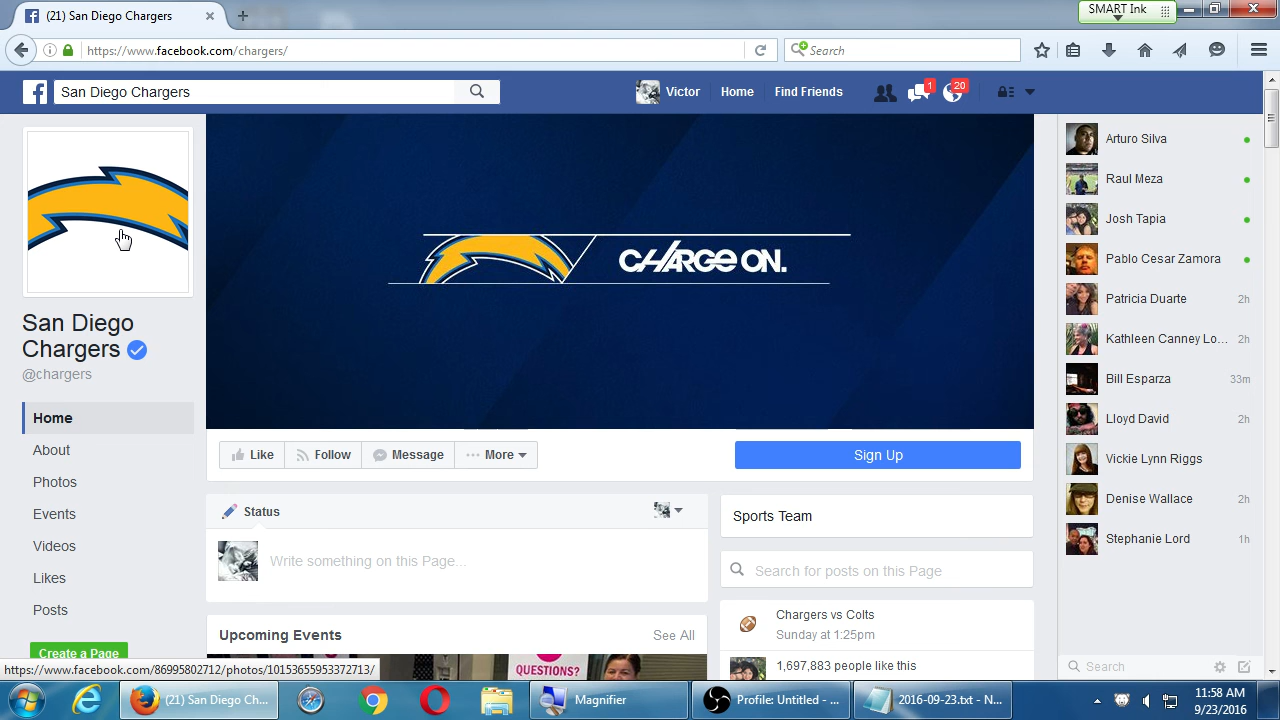 (21) San Diego Chargers
SMART Ink
https://www.facebook.com/chargers/
Search
San Diego Chargers
Victor
Home
Find Friends
1
20
CHARGE ON.
San Diego
Chargers
@chargers
Home
About
Photos
Events
Videos
Likes
Posts
Create a Page
Like
Follow
Message
More
Sign Up
Status
Write something on this Page...
Upcoming Events
See All
QUESTIONS?
Sports Team
Search for posts on this Page
Chargers vs Colts
Sunday at 1:25pm
1,697,883 people like this
Arturo Silva
Raul Meza
Josh Tapia
Pablo Cesar Zamora
Patricia Duarte 2h
Kathleen Canney Lo... 2h
Bill Esparza 33m
Lloyd David 2h
Vickie Lynn Riggs
Denise Wallace 2h
Stephanie Lord 1h
Search
https://www.facebook.com/86995802712/photos/10153655953372713/
(21) San Diego Ch...
Magnifier
Profile: Untitled - ...
2016-09-23.txt - N...
11:58 AM
9/23/2016